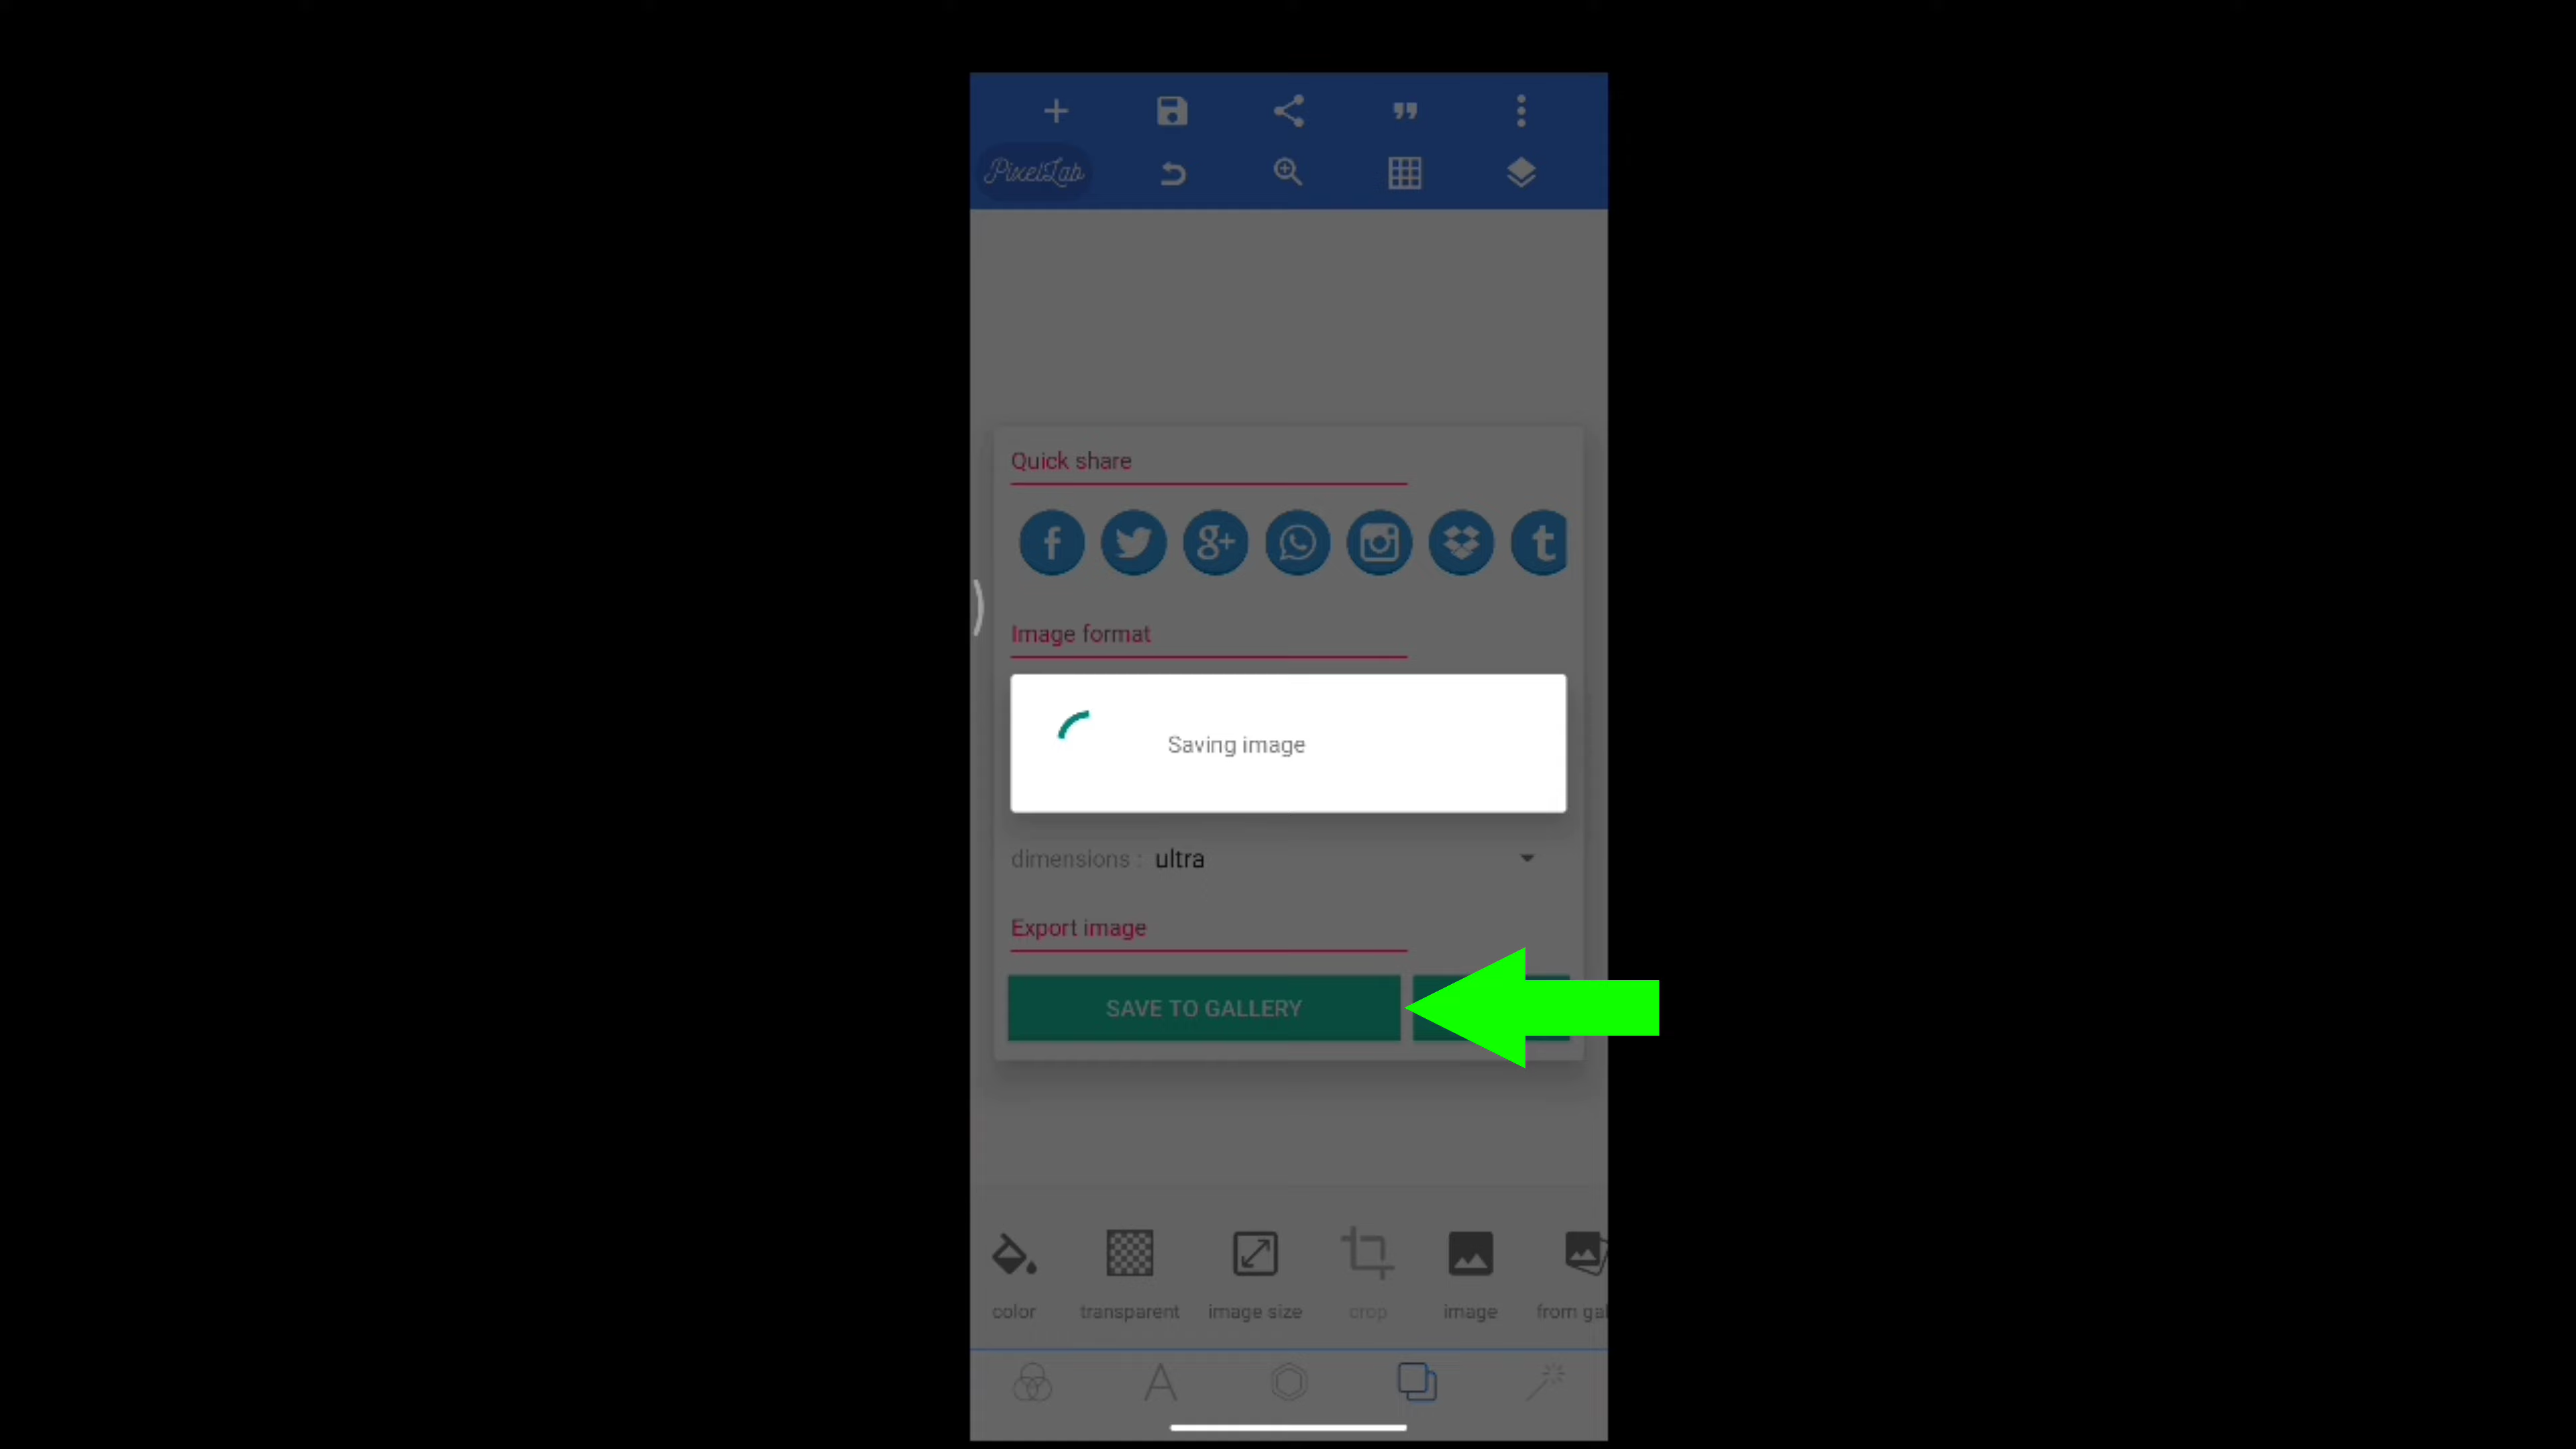 PixelLab
Quick share
Image format
Saving image
dimensions : ultra
Export image
SAVE TO GALLERY
color transparent image size crop image from gal